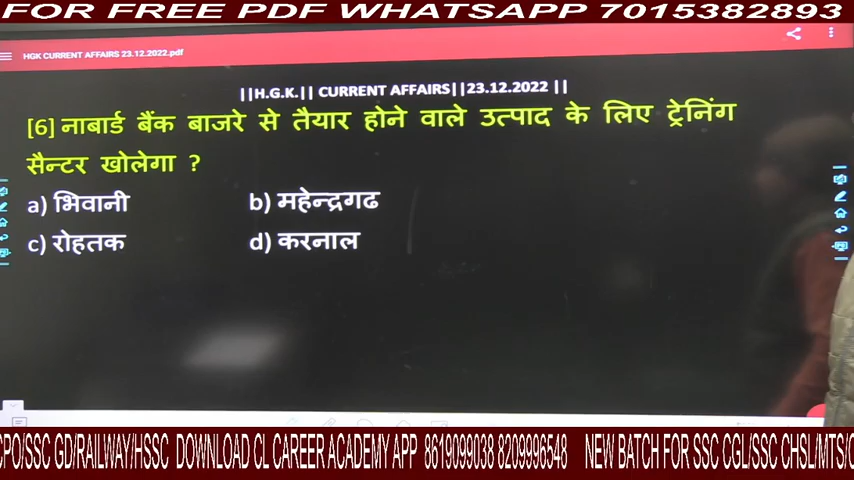 FOR FREE PDF WHATSAPP 7015382893
HGK CURRENT AFFAIRS 23.12.2022.pdf
||H.G.K.|| CURRENT AFFAIRS||23.12.2022 ||
[6] नाबार्ड बैंक बाजरे से तैयार होने वाले उत्पाद के लिए ट्रेनिंग
सैन्टर खोलेगा ?
a) भिवानी b) महेन्द्रगढ
c) रोहतक d) करनाल
CPO/SSC GD/RAILWAY/HSSC DOWNLOAD CL CAREER ACADEMY APP 8619099038 8209996548 NEW BATCH FOR SSC CGL/SSC CHSL/MTS/C